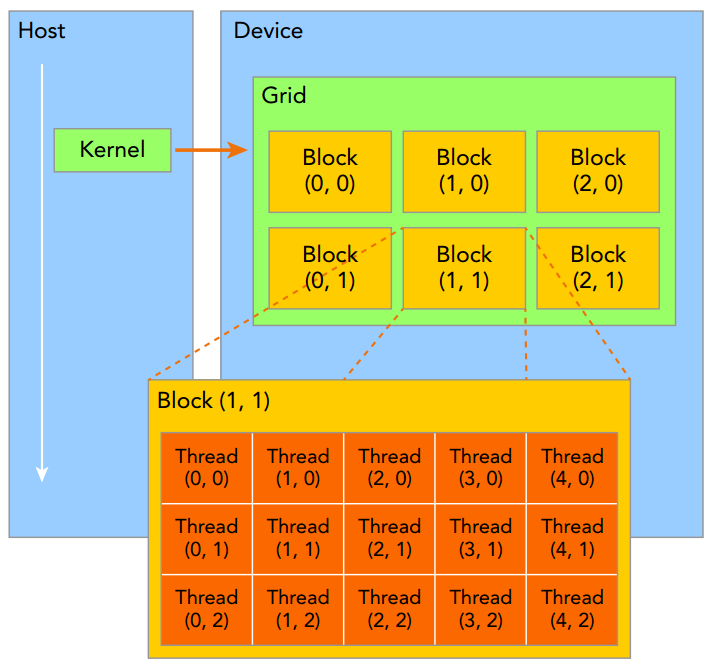 Host
Device
Grid
Kernel
Block
(0, 0)
Block
(1, 0)
Block
(2, 0)
Block
(0, 1)
Block
(1, 1)
Block
(2, 1)
Block (1, 1)
Thread
(0, 0)
Thread
(1, 0)
Thread
(2, 0)
Thread
(3, 0)
Thread
(4, 0)
Thread
(0, 1)
Thread
(1, 1)
Thread
(2, 1)
Thread
(3, 1)
Thread
(4, 1)
Thread
(0, 2)
Thread
(1, 2)
Thread
(2, 2)
Thread
(3, 2)
Thread
(4, 2)